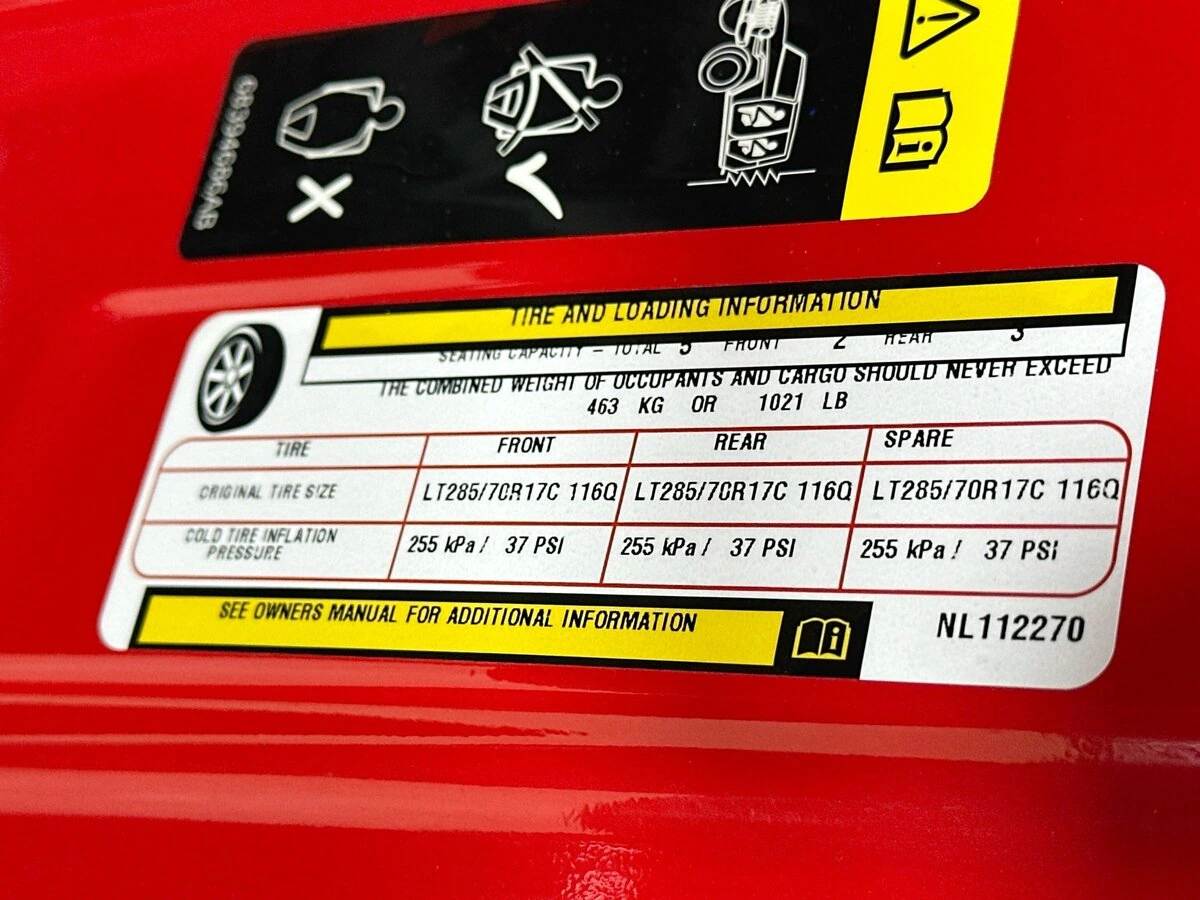 68394686AB
TIRE AND LOADING INFORMATION
SEATING CAPACITY – TOTAL 5 FRONT 2 REAR 3
THE COMBINED WEIGHT OF OCCUPANTS AND CARGO SHOULD NEVER EXCEED
463 KG OR 1021 LB
TIRE FRONT REAR SPARE
ORIGINAL TIRE SIZE LT285/70R17C 116Q LT285/70R17C 116Q LT285/70R17C 116Q
COLD TIRE INFLATION
PRESSURE 255 kPa / 37 PSI 255 kPa / 37 PSI 255 kPa / 37 PSI
SEE OWNERS MANUAL FOR ADDITIONAL INFORMATION
NL112270